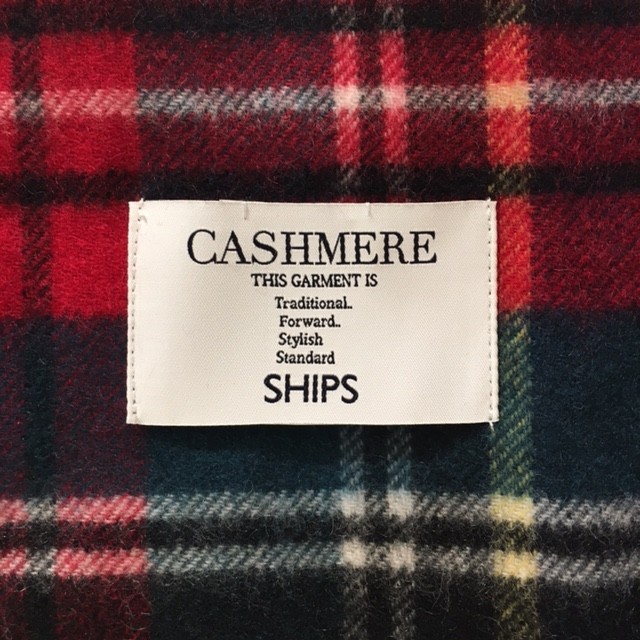 CASHMERE
THIS GARMENT IS
Traditional..
Forward..
Stylish
Standard
SHIPS